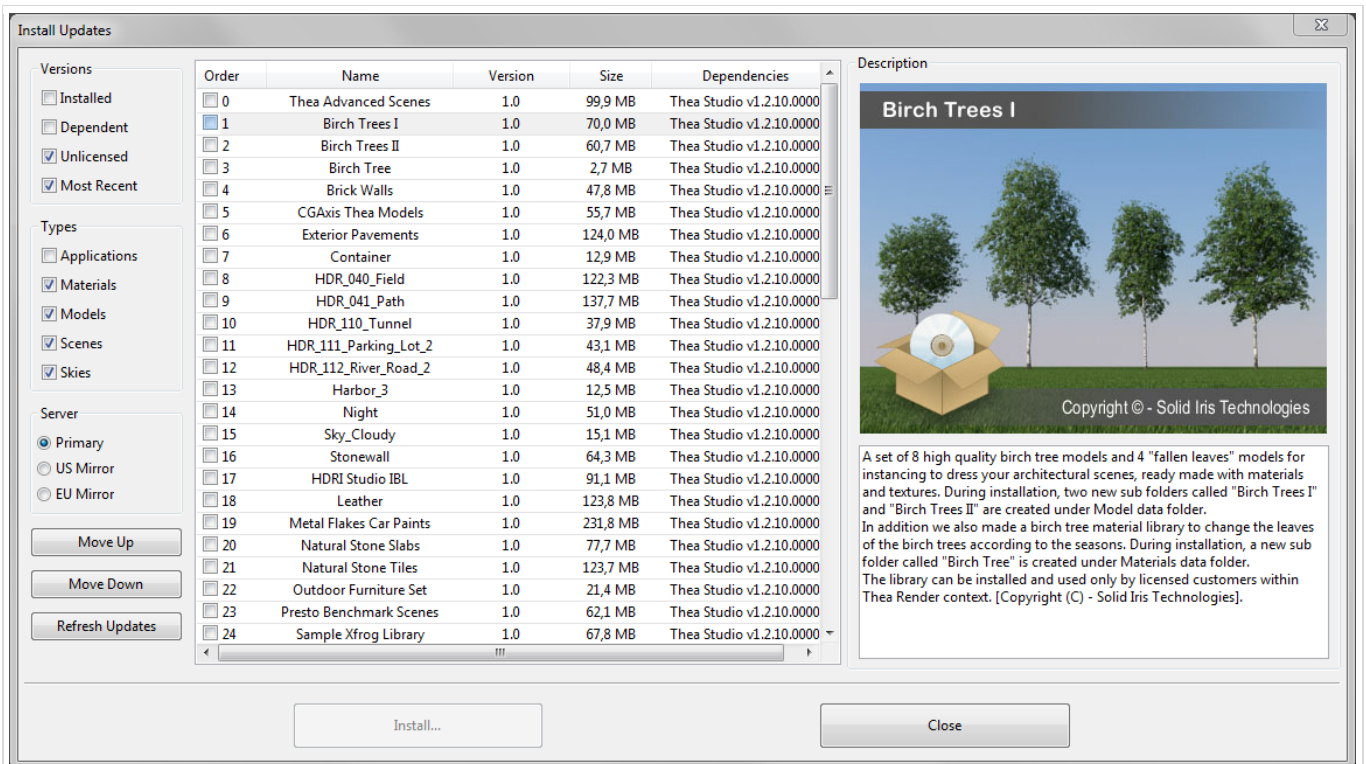 Install Updates
Versions
Installed
Dependent
Unlicensed
Most Recent
Types
Applications
Materials
Models
Scenes
Skies
Server
Primary
US Mirror
EU Mirror
Move Up
Move Down
Refresh Updates
Order Name Version Size Dependencies
0 Thea Advanced Scenes 1.0 99,9 MB Thea Studio v1.2.10.0000
1 Birch Trees I 1.0 70,0 MB Thea Studio v1.2.10.0000
2 Birch Trees II 1.0 60,7 MB Thea Studio v1.2.10.0000
3 Birch Tree 1.0 2,7 MB Thea Studio v1.2.10.0000
4 Brick Walls 1.0 47,8 MB Thea Studio v1.2.10.0000
5 CGAxis Thea Models 1.0 55,7 MB Thea Studio v1.2.10.0000
6 Exterior Pavements 1.0 124,0 MB Thea Studio v1.2.10.0000
7 Container 1.0 12,9 MB Thea Studio v1.2.10.0000
8 HDR_040_Field 1.0 122,3 MB Thea Studio v1.2.10.0000
9 HDR_041_Path 1.0 137,7 MB Thea Studio v1.2.10.0000
10 HDR_110_Tunnel 1.0 37,9 MB Thea Studio v1.2.10.0000
11 HDR_111_Parking_Lot_2 1.0 43,1 MB Thea Studio v1.2.10.0000
12 HDR_112_River_Road_2 1.0 48,4 MB Thea Studio v1.2.10.0000
13 Harbor_3 1.0 12,5 MB Thea Studio v1.2.10.0000
14 Night 1.0 51,0 MB Thea Studio v1.2.10.0000
15 Sky_Cloudy 1.0 15,1 MB Thea Studio v1.2.10.0000
16 Stonewall 1.0 64,3 MB Thea Studio v1.2.10.0000
17 HDRI Studio IBL 1.0 91,1 MB Thea Studio v1.2.10.0000
18 Leather 1.0 123,8 MB Thea Studio v1.2.10.0000
19 Metal Flakes Car Paints 1.0 231,8 MB Thea Studio v1.2.10.0000
20 Natural Stone Slabs 1.0 77,7 MB Thea Studio v1.2.10.0000
21 Natural Stone Tiles 1.0 123,7 MB Thea Studio v1.2.10.0000
22 Outdoor Furniture Set 1.0 21,4 MB Thea Studio v1.2.10.0000
23 Presto Benchmark Scenes 1.0 62,1 MB Thea Studio v1.2.10.0000
24 Sample Xfrog Library 1.0 67,8 MB Thea Studio v1.2.10.0000
Description
Birch Trees I
Copyright © - Solid Iris Technologies
A set of 8 high quality birch tree models and 4 "fallen leaves" models for
instancing to dress your architectural scenes, ready made with materials
and textures. During installation, two new sub folders called "Birch Trees I"
and "Birch Trees II" are created under Model data folder.
In addition we also made a birch tree material library to change the leaves
of the birch trees according to the seasons. During installation, a new sub
folder called "Birch Tree" is created under Materials data folder.
The library can be installed and used only by licensed customers within
Thea Render context. [Copyright (C) - Solid Iris Technologies].
Install...
Close